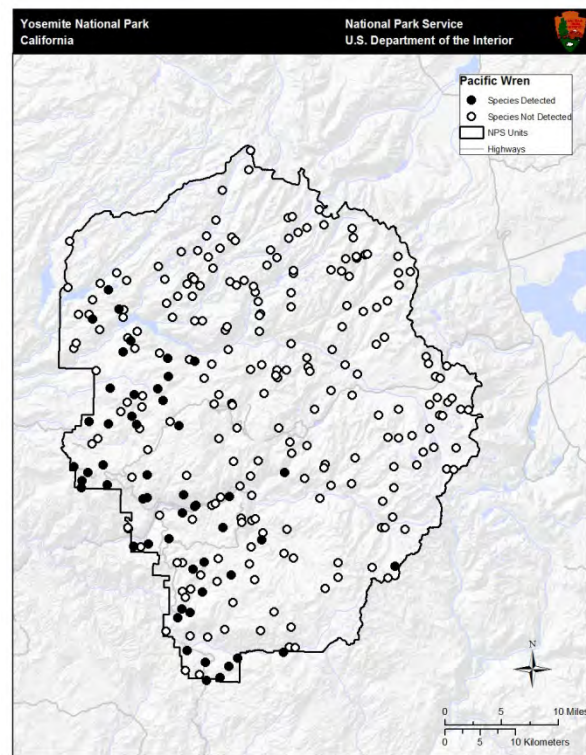 Yosemite National Park
California
National Park Service
U.S. Department of the Interior
Pacific Wren
Species Detected
Species Not Detected
NPS Units
Highways
N
0 5 10 Miles
0 5 10 Kilometers